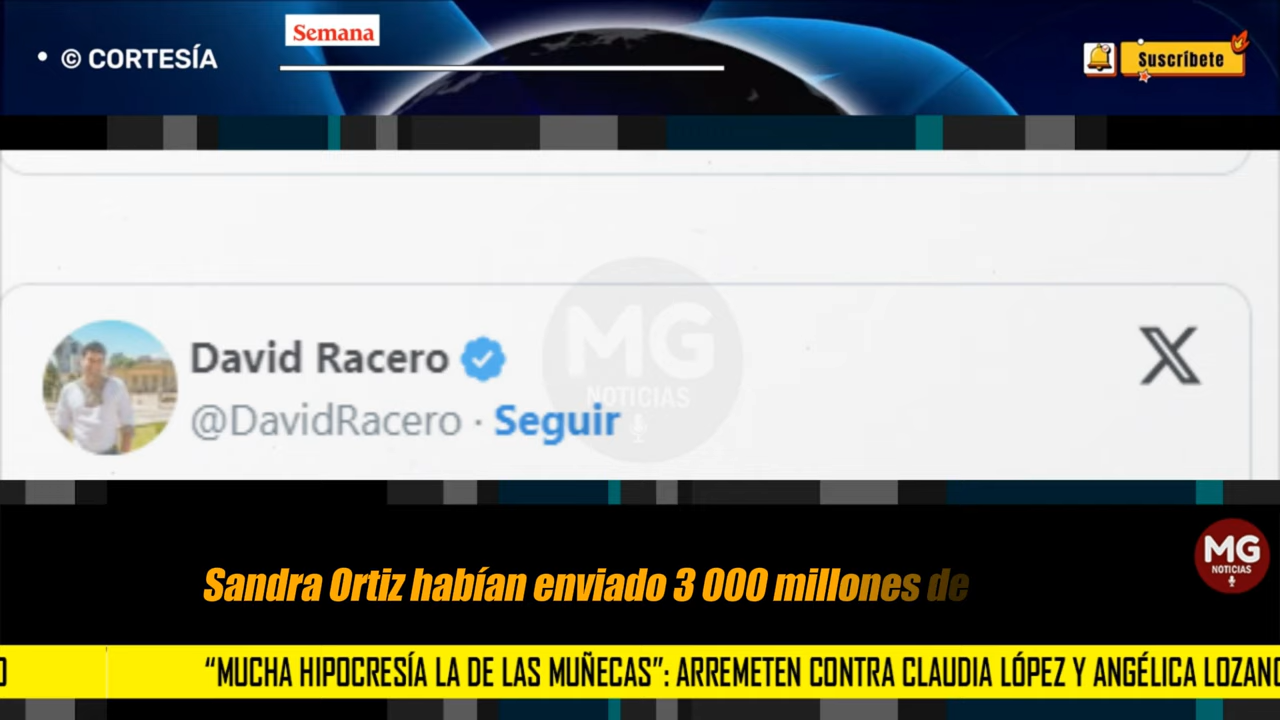 • © CORTESÍA
Semana
Suscríbete
MG
NOTICIAS
David Racero
@DavidRacero · Seguir
X
Sandra Ortiz habían enviado 3 000 millones de
MG
NOTICIAS
O “MUCHA HIPOCRESÍA LA DE LAS MUÑECAS”: ARREMETEN CONTRA CLAUDIA LÓPEZ Y ANGÉLICA LOZANO